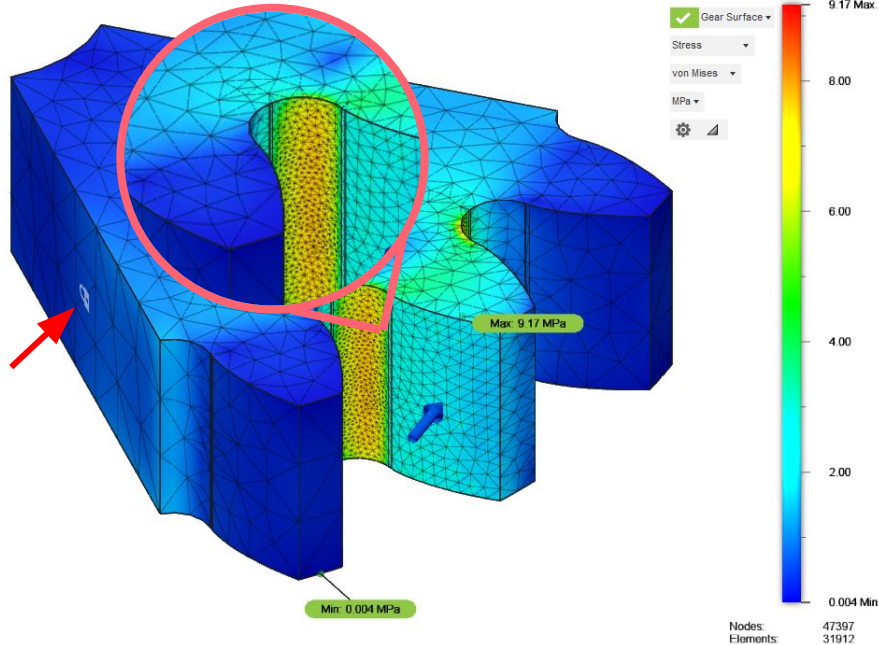 Gear Surface
Stress
von Mises
MPa
9.17 Max.
8.00
6.00
4.00
2.00
0.004 Min
Max: 9.17 MPa
Min: 0.004 MPa
Nodes: 47397
Elements: 31912